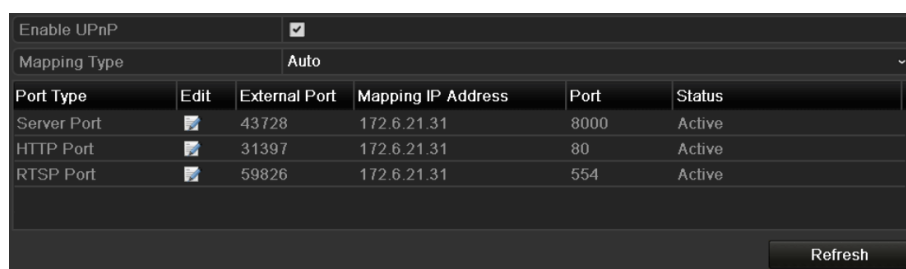 Enable UPnP
Mapping Type Auto
Port Type Edit External Port Mapping IP Address Port Status
Server Port 43728 172.6.21.31 8000 Active
HTTP Port 31397 172.6.21.31 80 Active
RTSP Port 59826 172.6.21.31 554 Active
Refresh